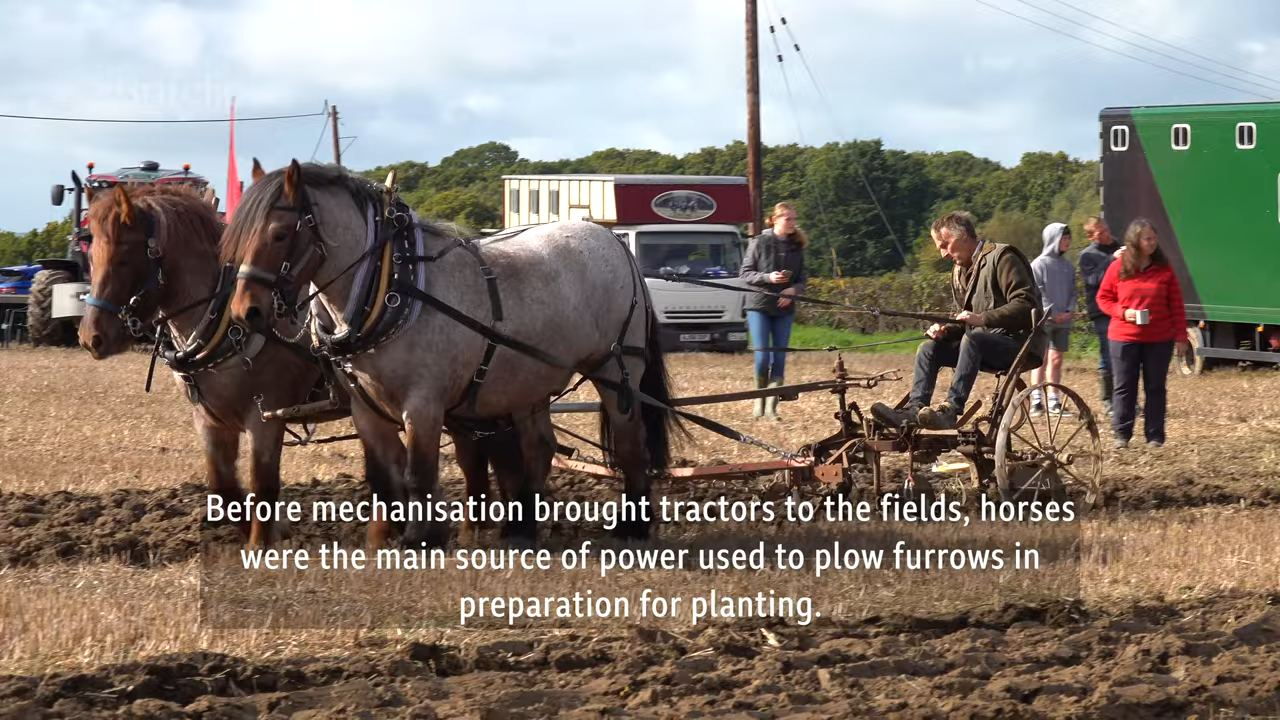 Before mechanisation brought tractors to the fields, horses
were the main source of power used to plow furrows in
preparation for planting.